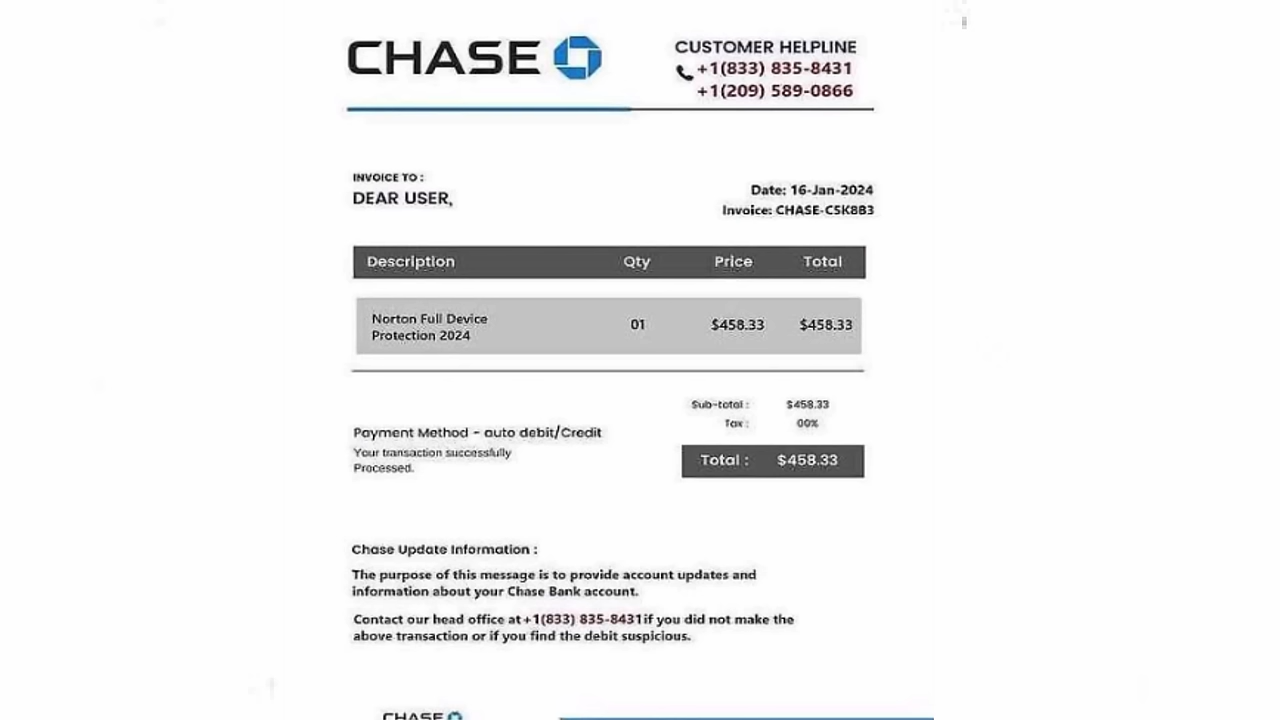 CHASE
CUSTOMER HELPLINE
+1(833) 835-8431
+1(209) 589-0866
INVOICE TO :
DEAR USER,
Date: 16-Jan-2024
Invoice: CHASE-C5K8B3
Description Qty Price Total
Norton Full Device
Protection 2024
01 $458.33 $458.33
Sub-total : $458.33
Tax : 00%
Payment Method - auto debit/Credit
Your transaction successfully
Processed.
Total : $458.33
Chase Update Information :
The purpose of this message is to provide account updates and
information about your Chase Bank account.
Contact our head office at +1(833) 835-8431if you did not make the
above transaction or if you find the debit suspicious.
CHASE